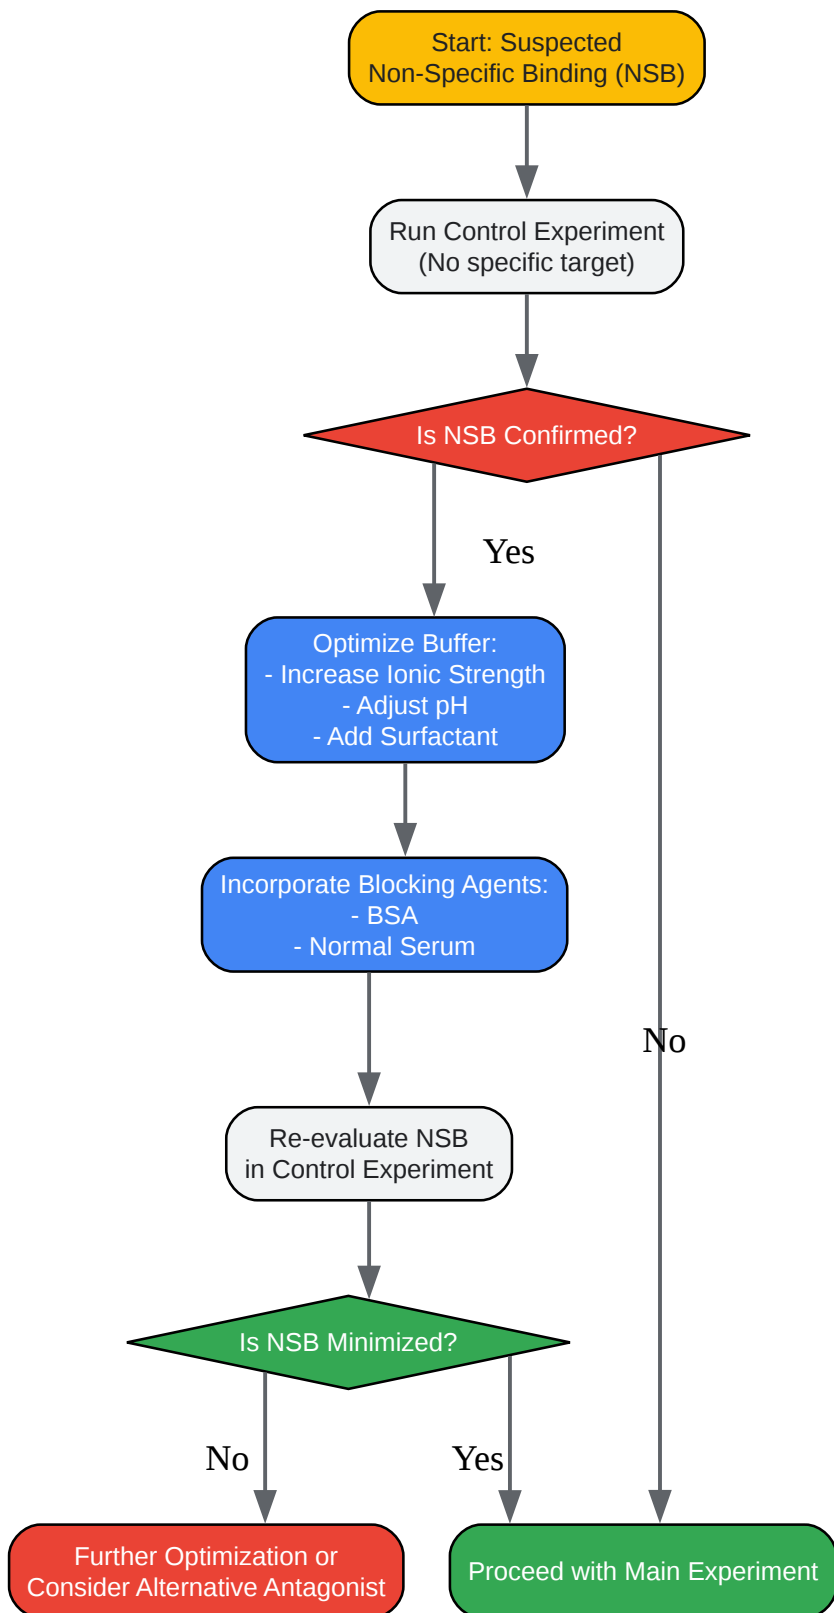 Start: Suspected
Non-Specific Binding (NSB)
Run Control Experiment
(No specific target)
Is NSB Confirmed?
Yes
Optimize Buffer:
- Increase Ionic Strength
- Adjust pH
- Add Surfactant
Incorporate Blocking Agents:
- BSA
- Normal Serum
No
Re-evaluate NSB
in Control Experiment
Is NSB Minimized?
No
Yes
Further Optimization or
Consider Alternative Antagonist
Proceed with Main Experiment